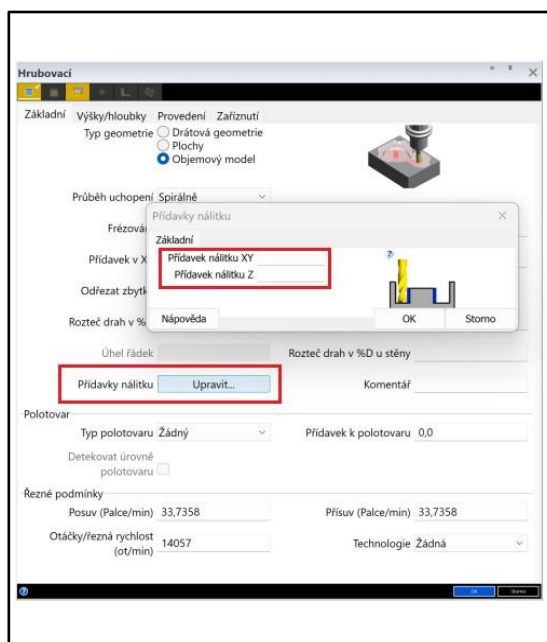 Hrubovací
Základní Výšky/hloubky Provedení Zaříznutí
Typ geometrie Drátová geometrie
Plochy
Objemový model
Průběh uchopení Spirálně
Přídavky nálitku
Základní
Frézová
Přídavek nálitku XY
Přídavek v X
Přídavek nálitku Z
Odřezat zbytk
Rozteč drah v %
Nápověda OK Storno
Úhel řádek Rozteč drah v %D u stěny
Přídavky nálitku Upravit... Komentář
Polotovar
Typ polotovaru Žádný Přídavek k polotovaru 0,0
Detekovat úrovně
polotovaru
Řezné podmínky
Posuv (Palce/min) 33,7358 Přísuv (Palce/min) 33,7358
Otáčky/řezná rychlost
(ot/min) 14057 Technologie Žádná
OK Storno